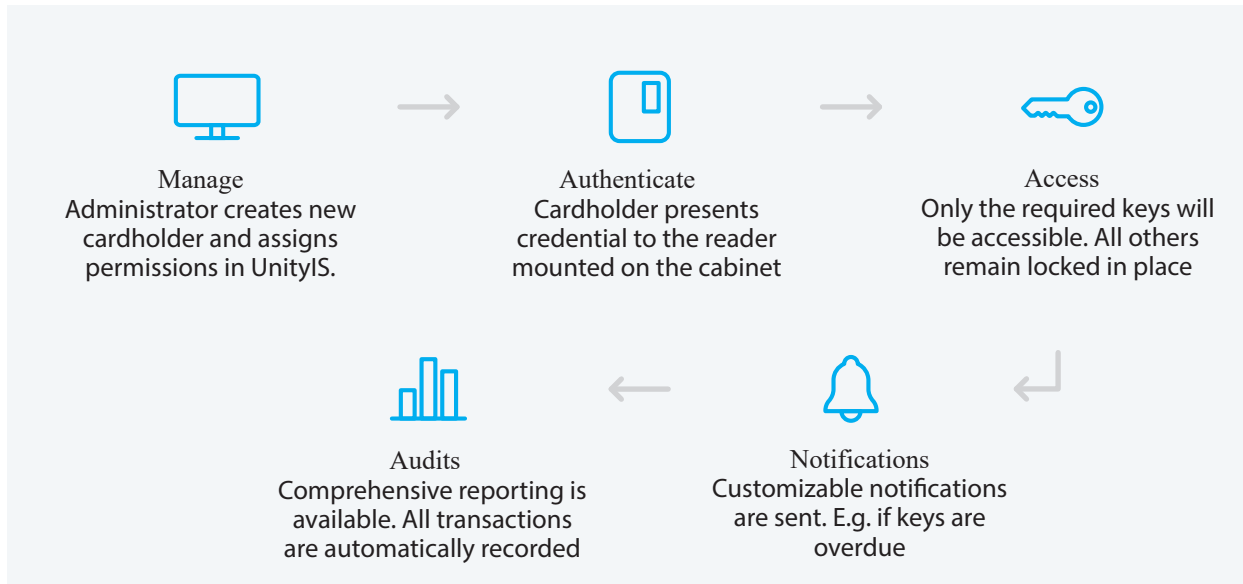 Manage
Administrator creates new
cardholder and assigns
permissions in UnityIS.
Authenticate
Cardholder presents
credential to the reader
mounted on the cabinet
Access
Only the required keys will
be accessible. All others
remain locked in place
Notifications
Customizable notifications
are sent. E.g. if keys are
overdue
Audits
Comprehensive reporting is
available. All transactions
are automatically recorded